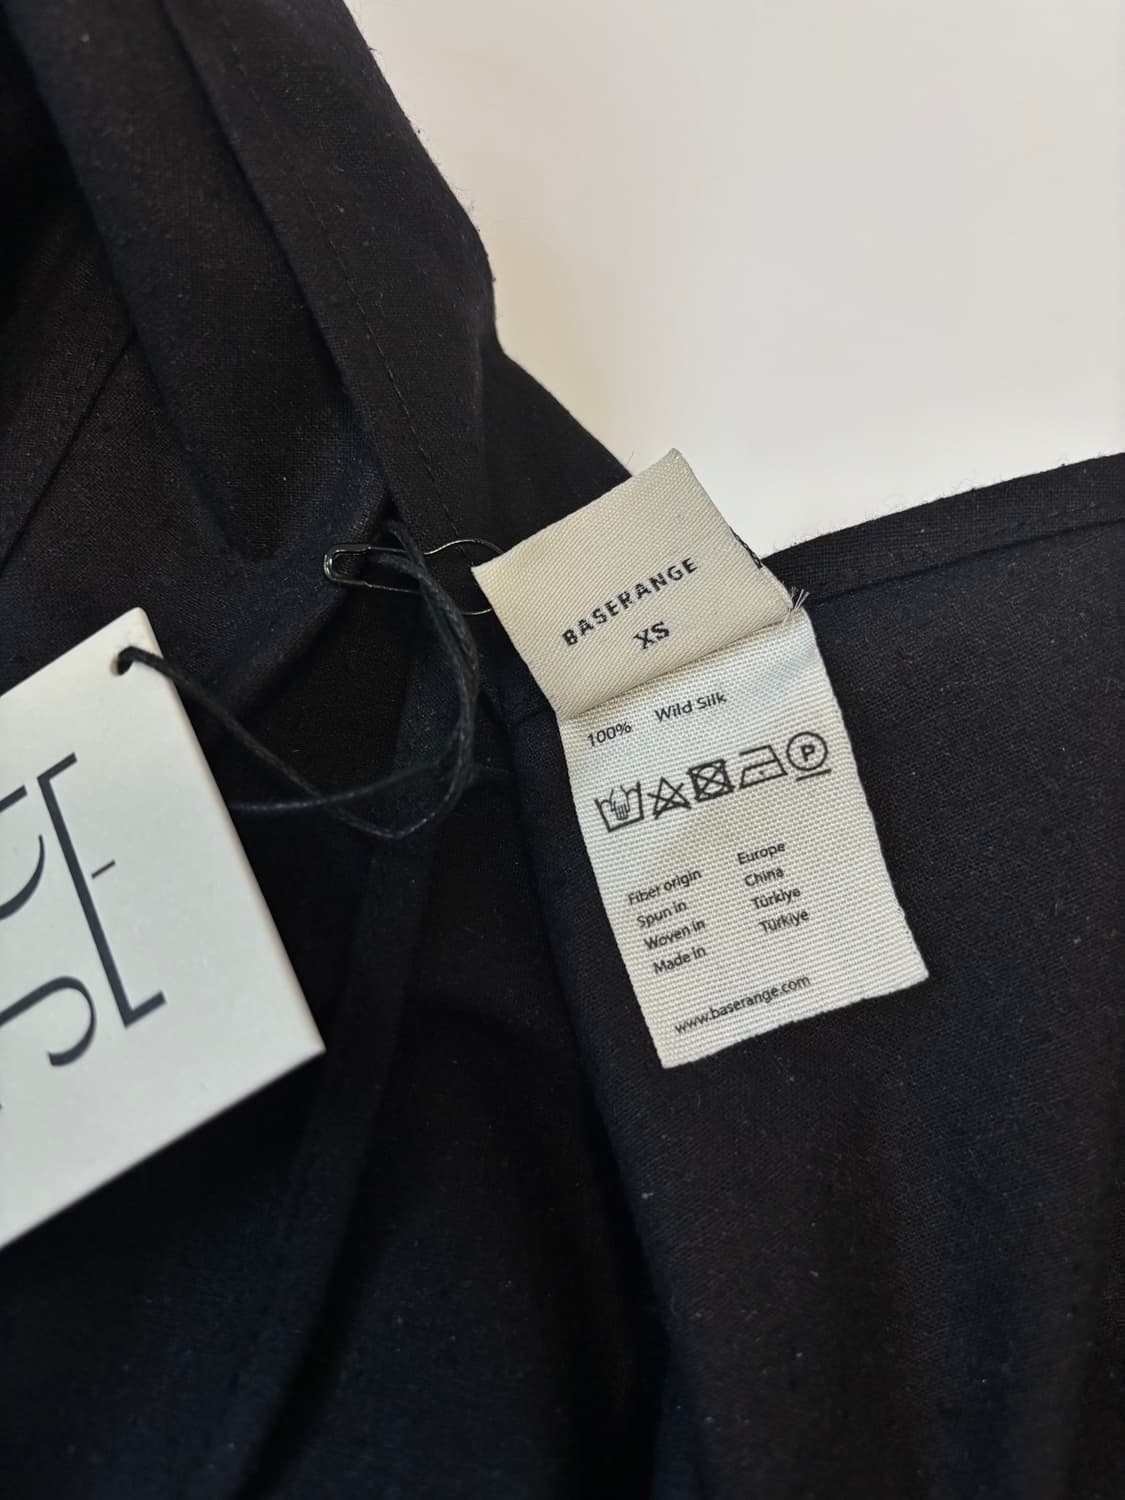 BASERANGE
XS
100% Wild Silk
P
Fiber origin Europe
Spun in China
Woven in Türkiye
Made in Türkiye
www.baserange.com